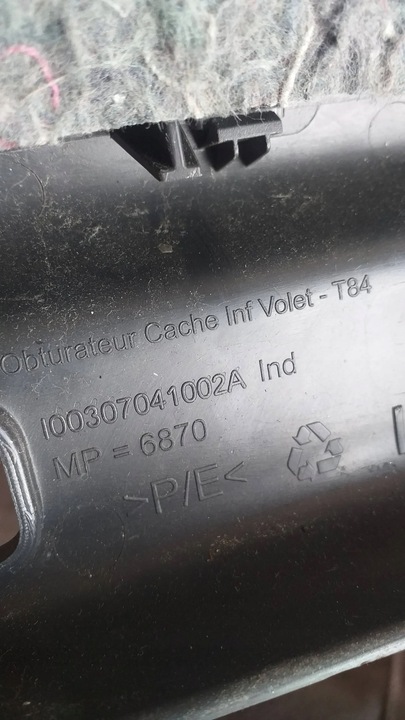 Obturateur Cache Inf Volet - T84
I00307041002A Ind
MP = 6870
>P/E<